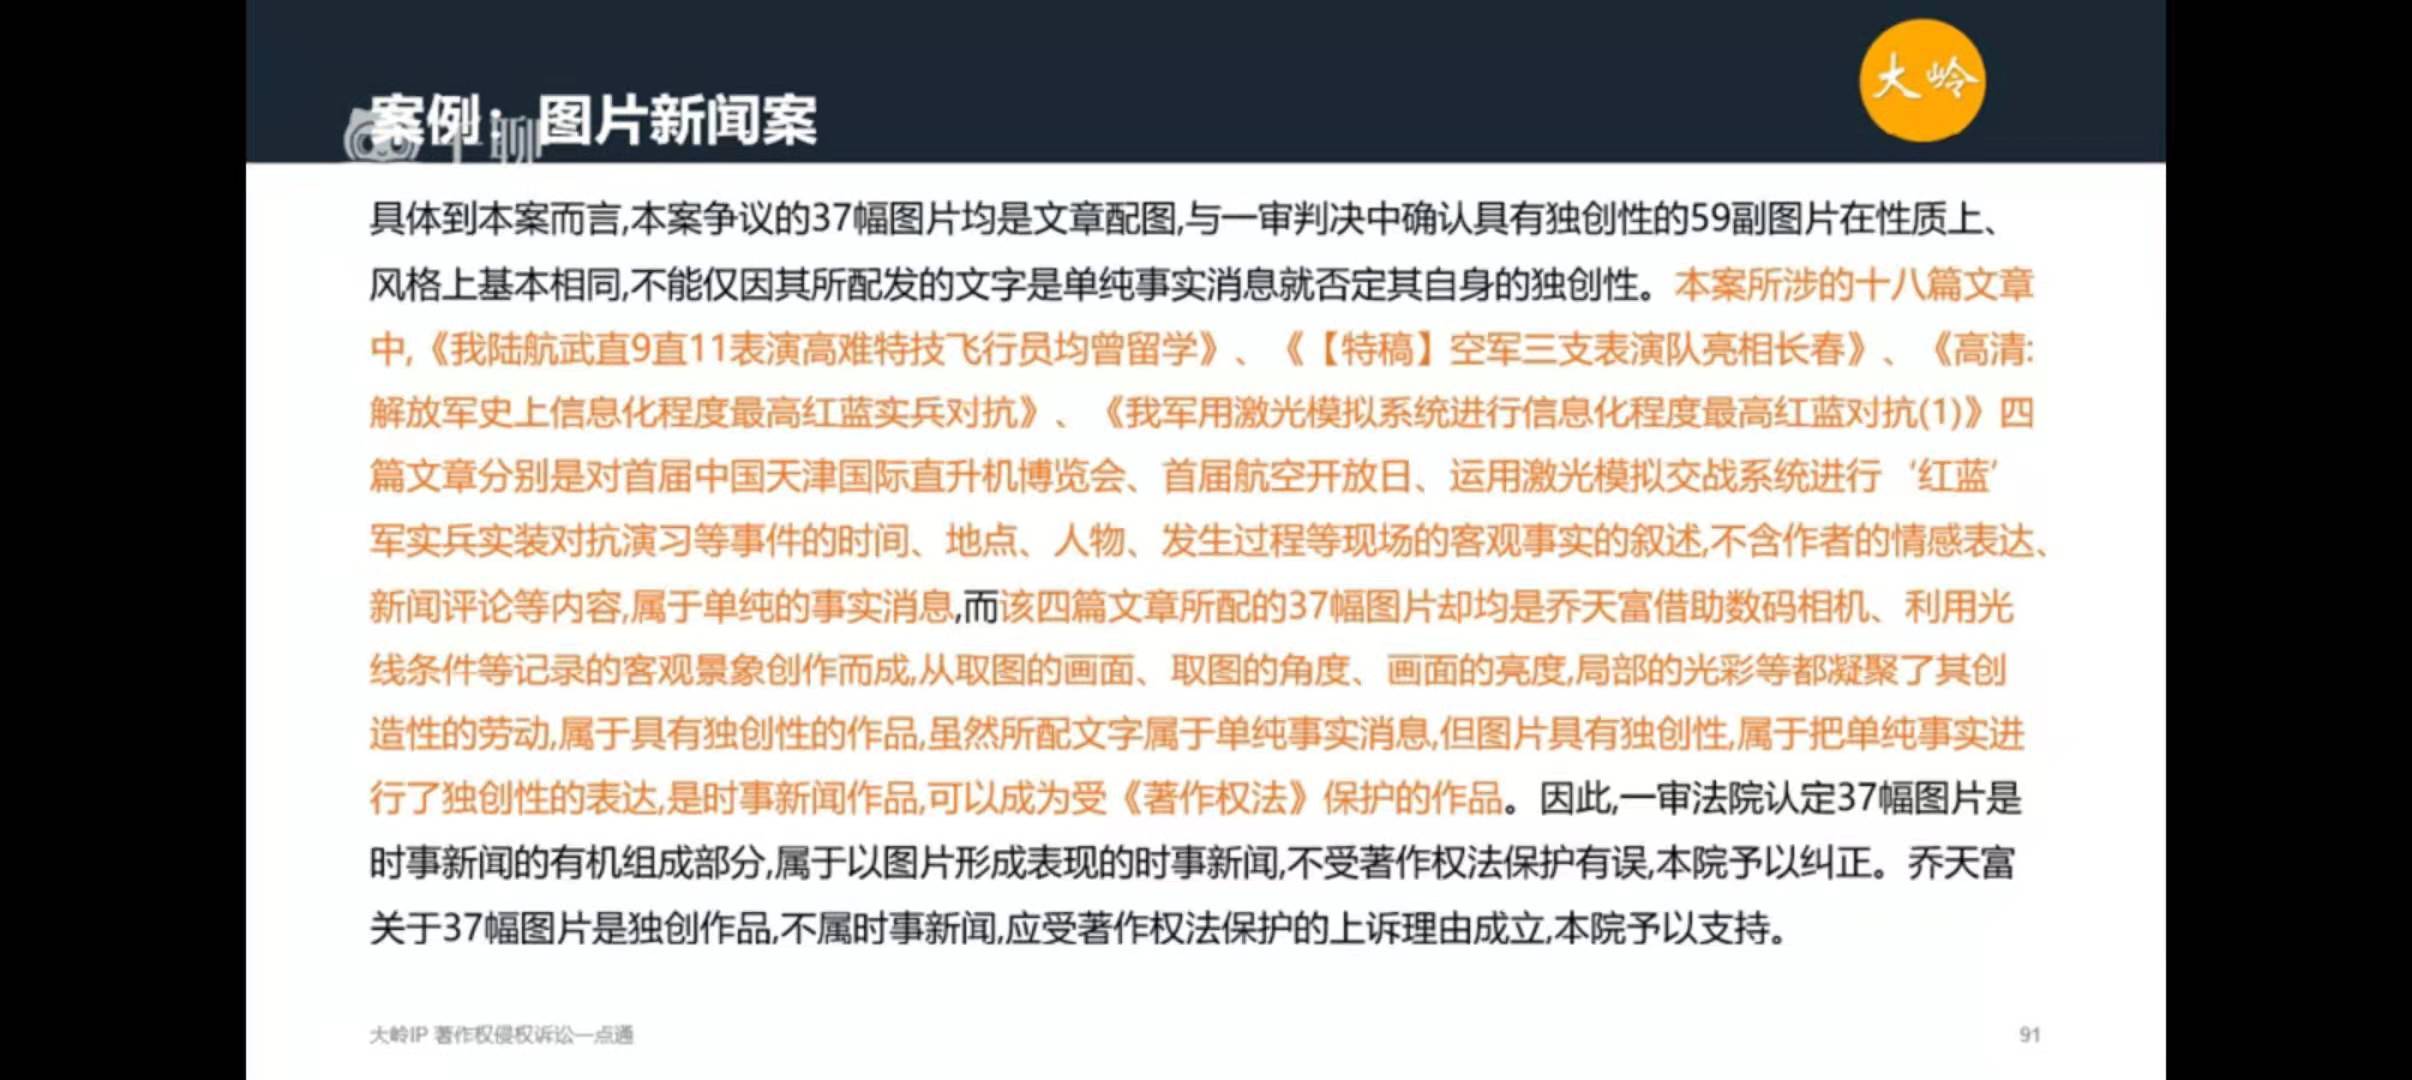 大岭
案例：图片新闻案
千聊
具体到本案而言,本案争议的37幅图片均是文章配图,与一审判决中确认具有独创性的59副图片在性质上、
风格上基本相同,不能仅因其所配发的文字是单纯事实消息就否定其自身的独创性。本案所涉的十八篇文章
中,《我陆航武直9直11表演高难特技飞行员均曾留学》、《【特稿】空军三支表演队亮相长春》、《高清:
解放军史上信息化程度最高红蓝实兵对抗》、《我军用激光模拟系统进行信息化程度最高红蓝对抗(1)》四
篇文章分别是对首届中国天津国际直升机博览会、首届航空开放日、运用激光模拟交战系统进行‘红蓝’
军实兵实装对抗演习等事件的时间、地点、人物、发生过程等现场的客观事实的叙述,不含作者的情感表达、
新闻评论等内容,属于单纯的事实消息,而该四篇文章所配的37幅图片却均是乔天富借助数码相机、利用光
线条件等记录的客观景象创作而成,从取图的画面、取图的角度、画面的亮度,局部的光彩等都凝聚了其创
造性的劳动,属于具有独创性的作品,虽然所配文字属于单纯事实消息,但图片具有独创性,属于把单纯事实进
行了独创性的表达,是时事新闻作品,可以成为受《著作权法》保护的作品。因此,一审法院认定37幅图片是
时事新闻的有机组成部分,属于以图片形成表现的时事新闻,不受著作权法保护有误,本院予以纠正。乔天富
关于37幅图片是独创作品,不属时事新闻,应受著作权法保护的上诉理由成立,本院予以支持。
大岭IP 著作权侵权诉讼一点通
91